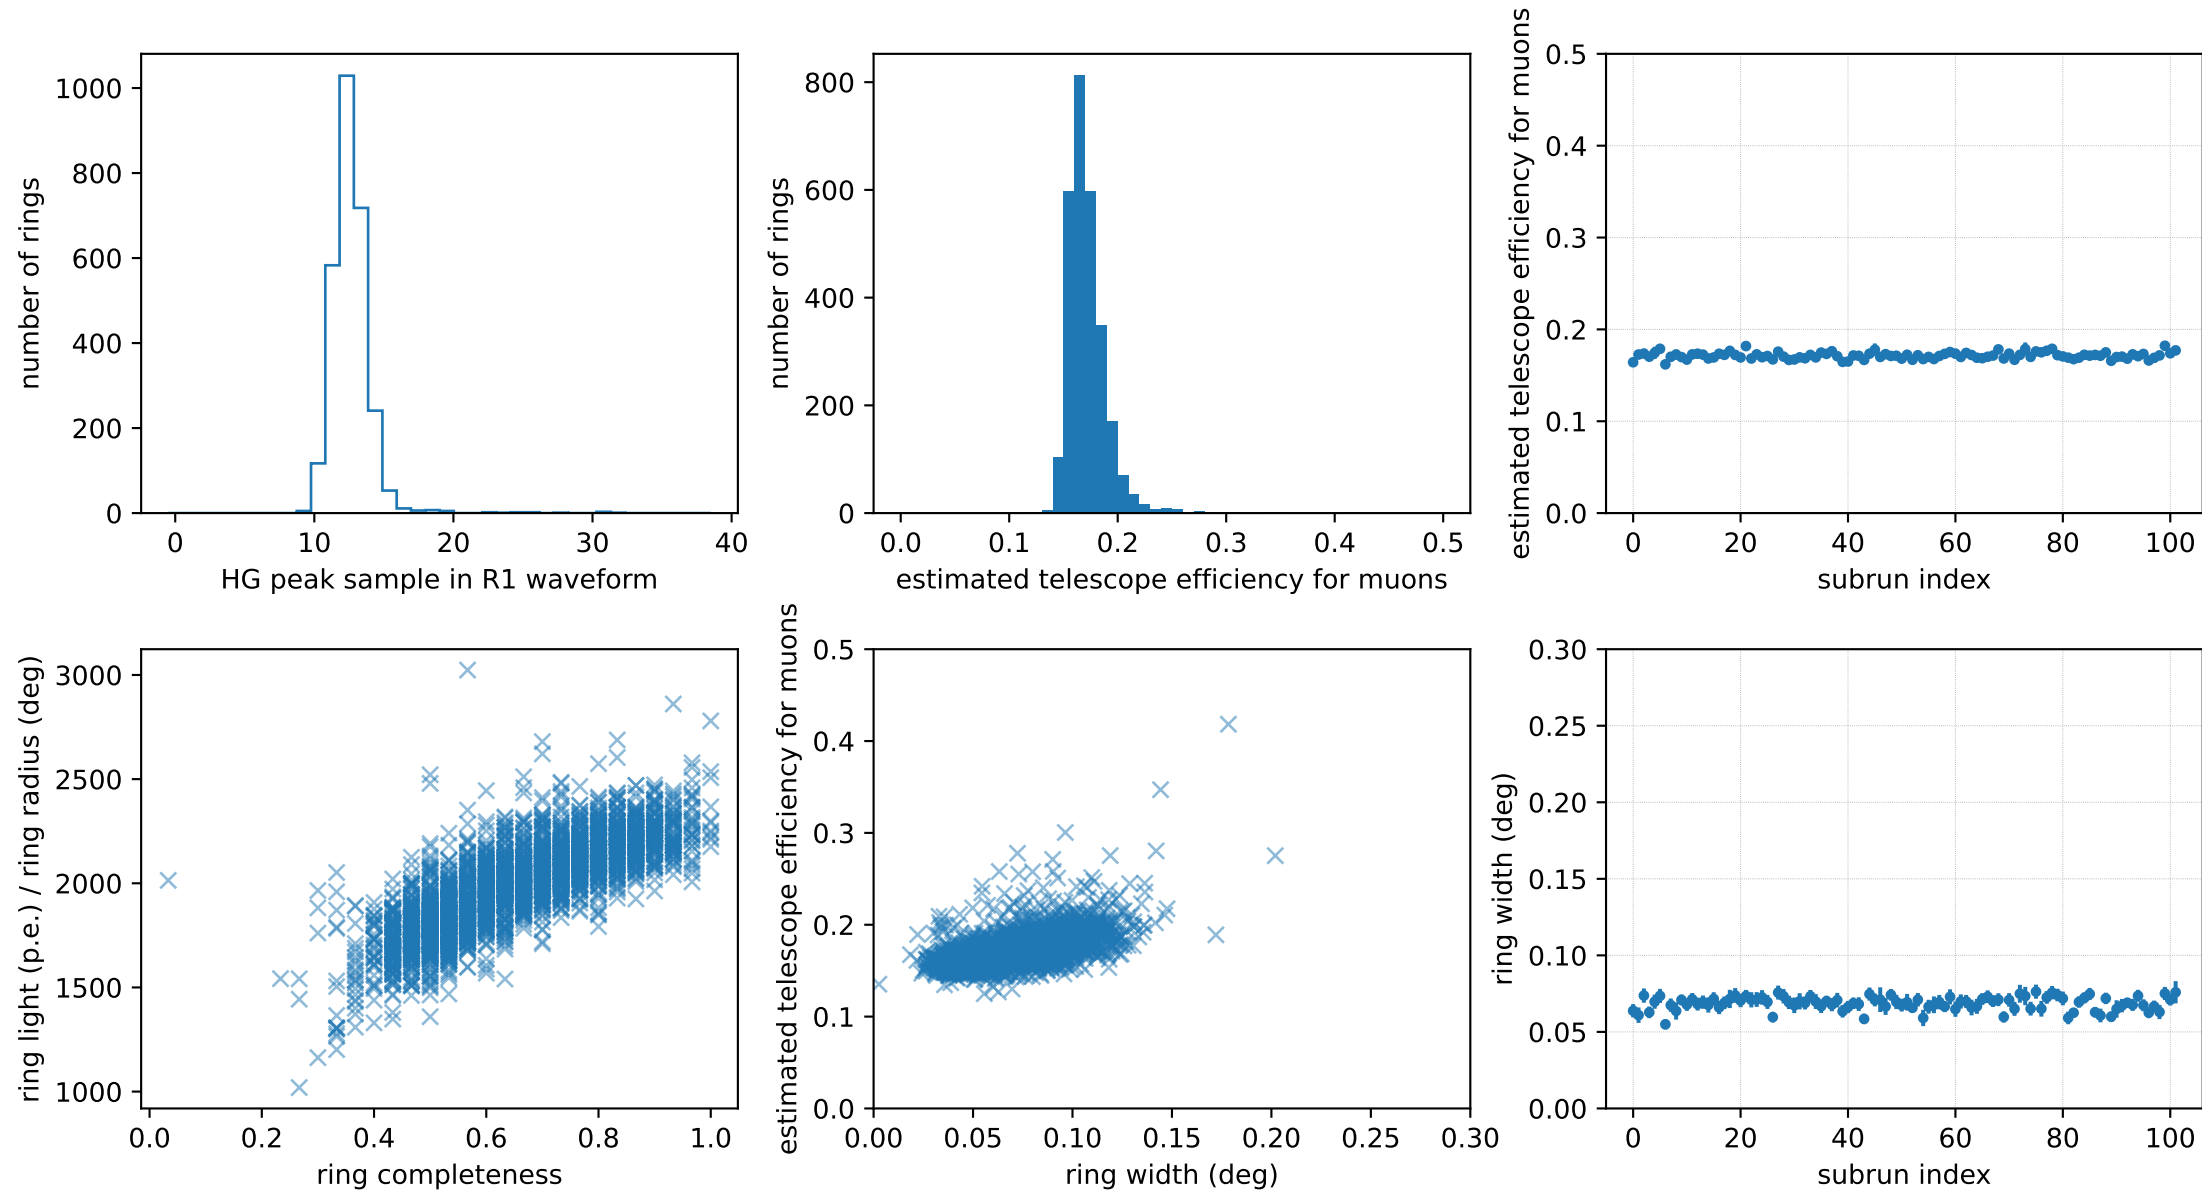 number of rings
1000
800
600
400
200
0
0 10 20 30 40
HG peak sample in R1 waveform
number of rings
800
600
400
200
0
0.0 0.1 0.2 0.3 0.4 0.5
estimated telescope efficiency for muons
estimated telescope efficiency for muons
0.5
0.4
0.3
0.2
0.1
0.0
0 20 40 60 80 100
subrun index
ring light (p.e.) / ring radius (deg)
3000
2500
2000
1500
1000
0.0 0.2 0.4 0.6 0.8 1.0
ring completeness
estimated telescope efficiency for muons
0.5
0.4
0.3
0.2
0.1
0.0
0.00 0.05 0.10 0.15 0.20 0.25 0.30
ring width (deg)
ring width (deg)
0.30
0.25
0.20
0.15
0.10
0.05
0.00
0 20 40 60 80 100
subrun index